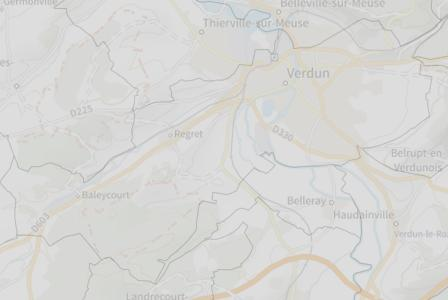 Germonville
Belleville-sur-Meuse
Thierville-sur-Meuse
Verdun
D225
D330
Regret
Belrupt-en-
Verdunois
Baleycourt
Belleray
Haudainville
D603
Verdun-le-Ro
Landrecourt-